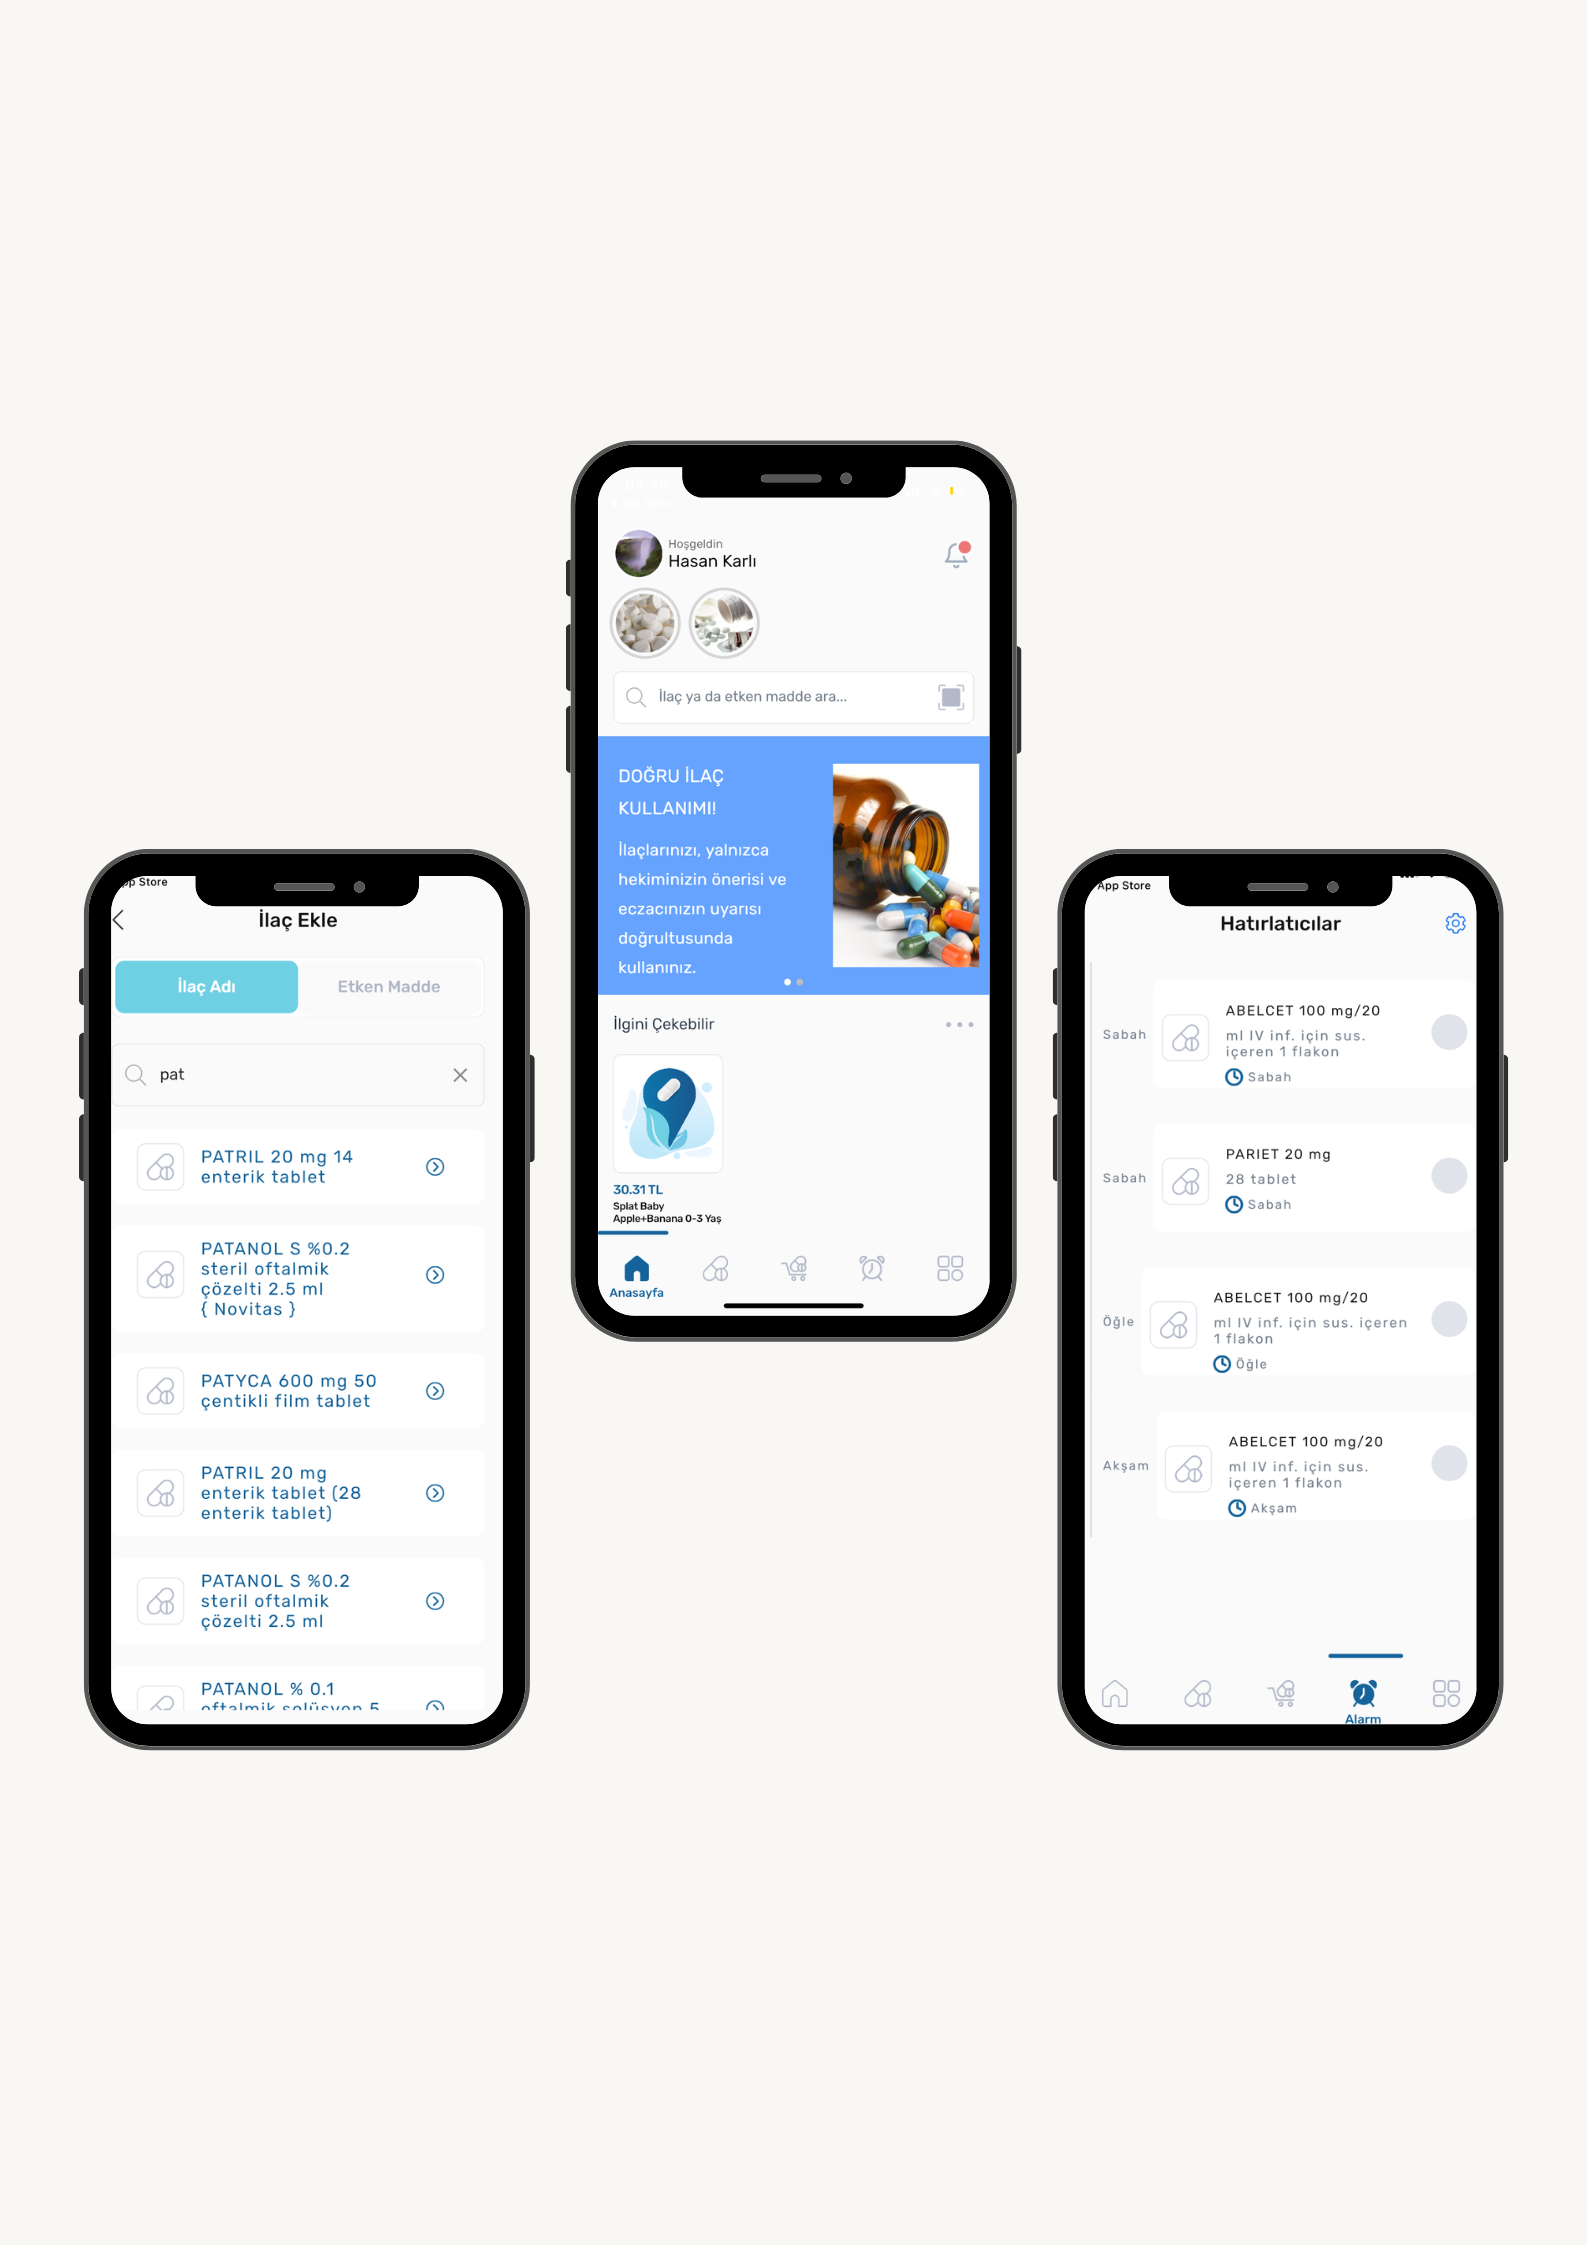 App Store
İlaç Ekle
İlaç Adı
Etken Madde
pat
PATRIL 20 mg 14
enterik tablet
PATANOL S %0.2
steril oftalmik
çözelti 2.5 ml
{ Novitas }
PATYCA 600 mg 50
çentikli film tablet
PATRIL 20 mg
enterik tablet (28
enterik tablet)
PATANOL S %0.2
steril oftalmik
çözelti 2.5 ml
PATANOL % 0.1
oftalmik solüsyon 5
Hoşgeldin
Hasan Karlı
İlaç ya da etken madde ara...
DOĞRU İLAÇ
KULLANIMI!
İlaçlarınızı, yalnızca
hekiminizin önerisi ve
eczacınızın uyarısı
doğrultusunda
kullanınız.
İlgini Çekebilir
30.31 TL
Splat Baby
Apple+Banana 0-3 Yaş
Anasayfa
App Store
Hatırlatıcılar
Sabah
ABELCET 100 mg/20
ml IV inf. için sus.
içeren 1 flakon
Sabah
Sabah
PARIET 20 mg
28 tablet
Sabah
Öğle
ABELCET 100 mg/20
ml IV inf. için sus. içeren
1 flakon
Öğle
Akşam
ABELCET 100 mg/20
ml IV inf. için sus.
içeren 1 flakon
Akşam
Alarm